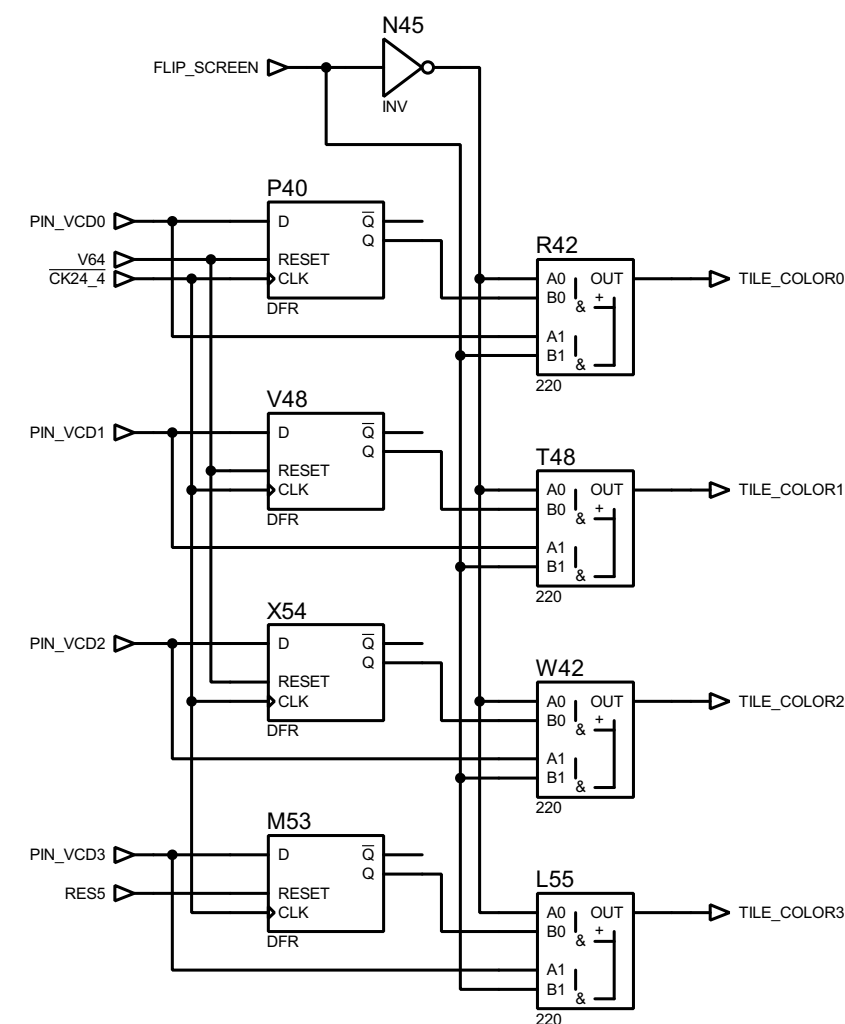 N45
FLIP_SCREEN
INV
P40
PIN_VCD0 D Q̅
Q
V64 RESET
C̅K̅2̅4̅_̅4̅ CLK
DFR
R42
A0 OUT TILE_COLOR0
B0 & +
A1
B1 &
220
V48
PIN_VCD1 D Q̅
Q
RESET
CLK
DFR
T48
A0 OUT TILE_COLOR1
B0 & +
A1
B1 &
220
X54
PIN_VCD2 D Q̅
Q
RESET
CLK
DFR
W42
A0 OUT TILE_COLOR2
B0 & +
A1
B1 &
220
M53
PIN_VCD3 D Q̅
Q
RES5 RESET
CLK
DFR
L55
A0 OUT TILE_COLOR3
B0 & +
A1
B1 &
220